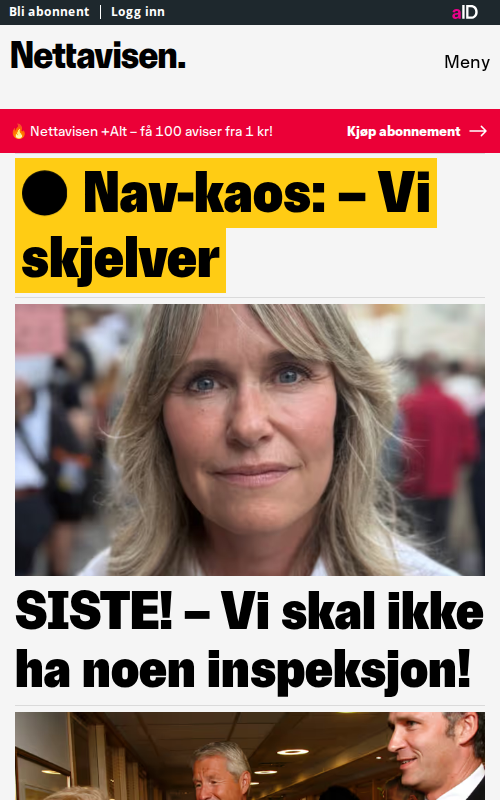 Bli abonnent | Logg inn
aID
Nettavisen.
Meny
🔥 Nettavisen +Alt – få 100 aviser fra 1 kr!
Kjøp abonnement →
● Nav-kaos: – Vi
skjelver
SISTE! – Vi skal ikke
ha noen inspeksjon!